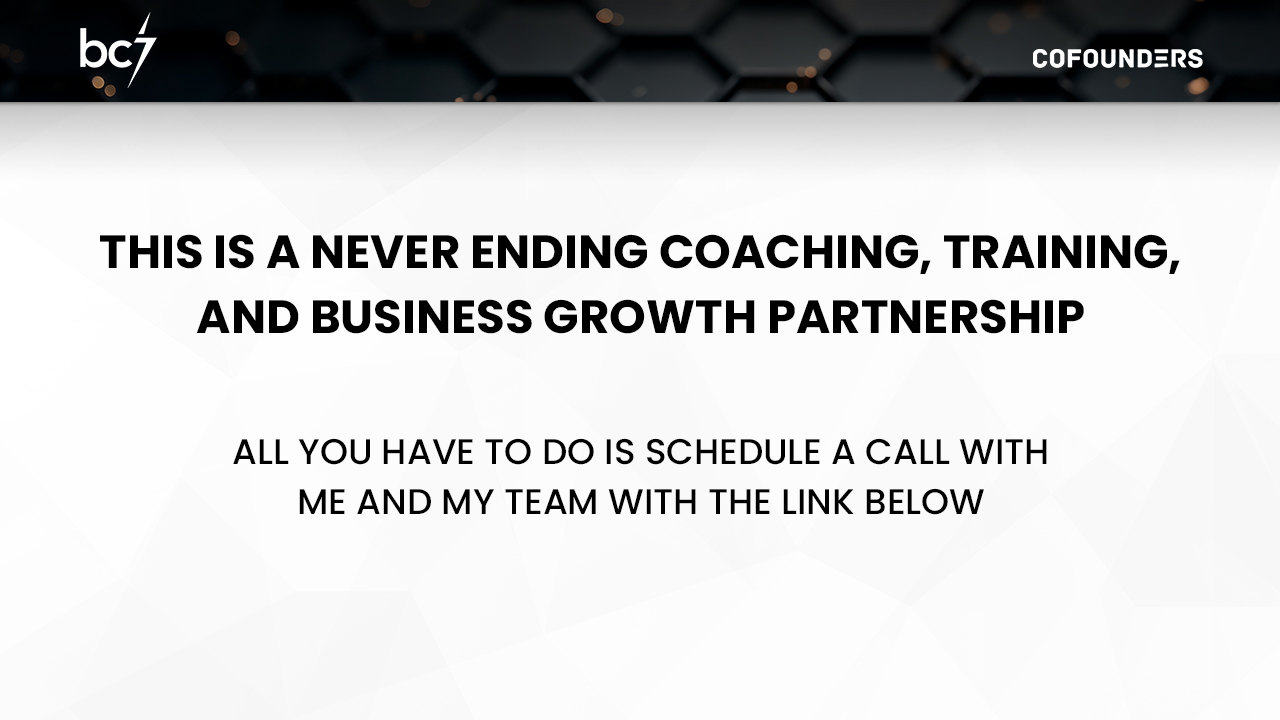 bc
COFOUNDERS
THIS IS A NEVER ENDING COACHING, TRAINING,
AND BUSINESS GROWTH PARTNERSHIP
ALL YOU HAVE TO DO IS SCHEDULE A CALL WITH
ME AND MY TEAM WITH THE LINK BELOW